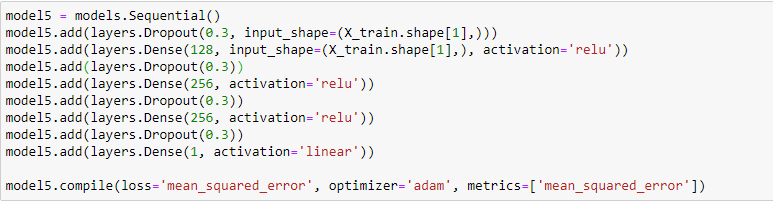 model5 = models.Sequential()
model5.add(layers.Dropout(0.3, input_shape=(X_train.shape[1],)))
model5.add(layers.Dense(128, input_shape=(X_train.shape[1],), activation='relu'))
model5.add(layers.Dropout(0.3))
model5.add(layers.Dense(256, activation='relu'))
model5.add(layers.Dropout(0.3))
model5.add(layers.Dense(256, activation='relu'))
model5.add(layers.Dropout(0.3))
model5.add(layers.Dense(1, activation='linear'))
model5.compile(loss='mean_squared_error', optimizer='adam', metrics=['mean_squared_error'])